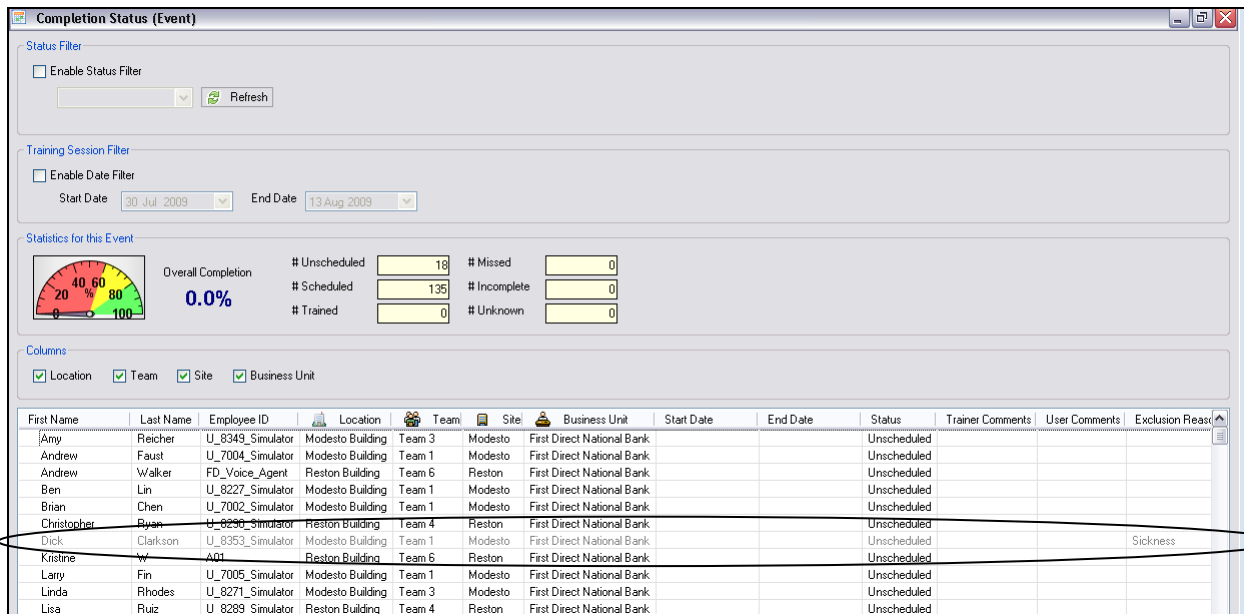 Completion Status (Event)
Status Filter
Enable Status Filter
Refresh
Training Session Filter
Enable Date Filter
Start Date 30 Jul 2009 End Date 13 Aug 2009
Statistics for this Event
0 20 40 60 80 100 %
Overall Completion
0.0%
# Unscheduled 18 # Missed 0
# Scheduled 135 # Incomplete 0
# Trained 0 # Unknown 0
Columns
Location Team Site Business Unit
First Name Last Name Employee ID Location Team Site Business Unit Start Date End Date Status Trainer Comments User Comments Exclusion Reasc
Amy Reicher U_8349_Simulator Modesto Building Team 3 Modesto First Direct National Bank Unscheduled
Andrew Faust U_7004_Simulator Modesto Building Team 1 Modesto First Direct National Bank Unscheduled
Andrew Walker FD_Voice_Agent Reston Building Team 6 Reston First Direct National Bank Unscheduled
Ben Lin U_8227_Simulator Modesto Building Team 1 Modesto First Direct National Bank Unscheduled
Brian Chen U_7002_Simulator Modesto Building Team 1 Modesto First Direct National Bank Unscheduled
Christopher Ryan U_8290_Simulator Reston Building Team 4 Reston First Direct National Bank Unscheduled
Dick Clarkson U_8353_Simulator Modesto Building Team 1 Modesto First Direct National Bank Unscheduled Sickness
Kristine W A01 Reston Building Team 6 Reston First Direct National Bank Unscheduled
Larry Fin U_7005_Simulator Modesto Building Team 1 Modesto First Direct National Bank Unscheduled
Linda Rhodes U_8271_Simulator Modesto Building Team 3 Modesto First Direct National Bank Unscheduled
Lisa Ruiz U_8289_Simulator Reston Building Team 4 Reston First Direct National Bank Unscheduled